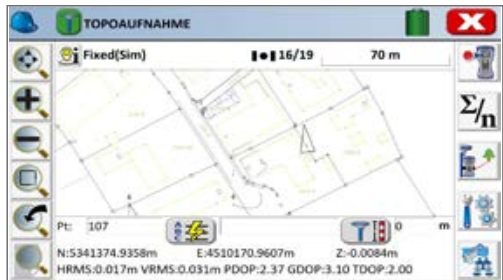 TOPOAUFNAHME
Fixed(Sim) 16/19 70 m
Σ/n
Pt: 107 0 m
N:5341374.9358m E:4510170.9607m Z:-0.0084m
HRMS:0.017m VRMS:0.031m PDOP:2.37 GDOP:3.10 TDOP:2.00